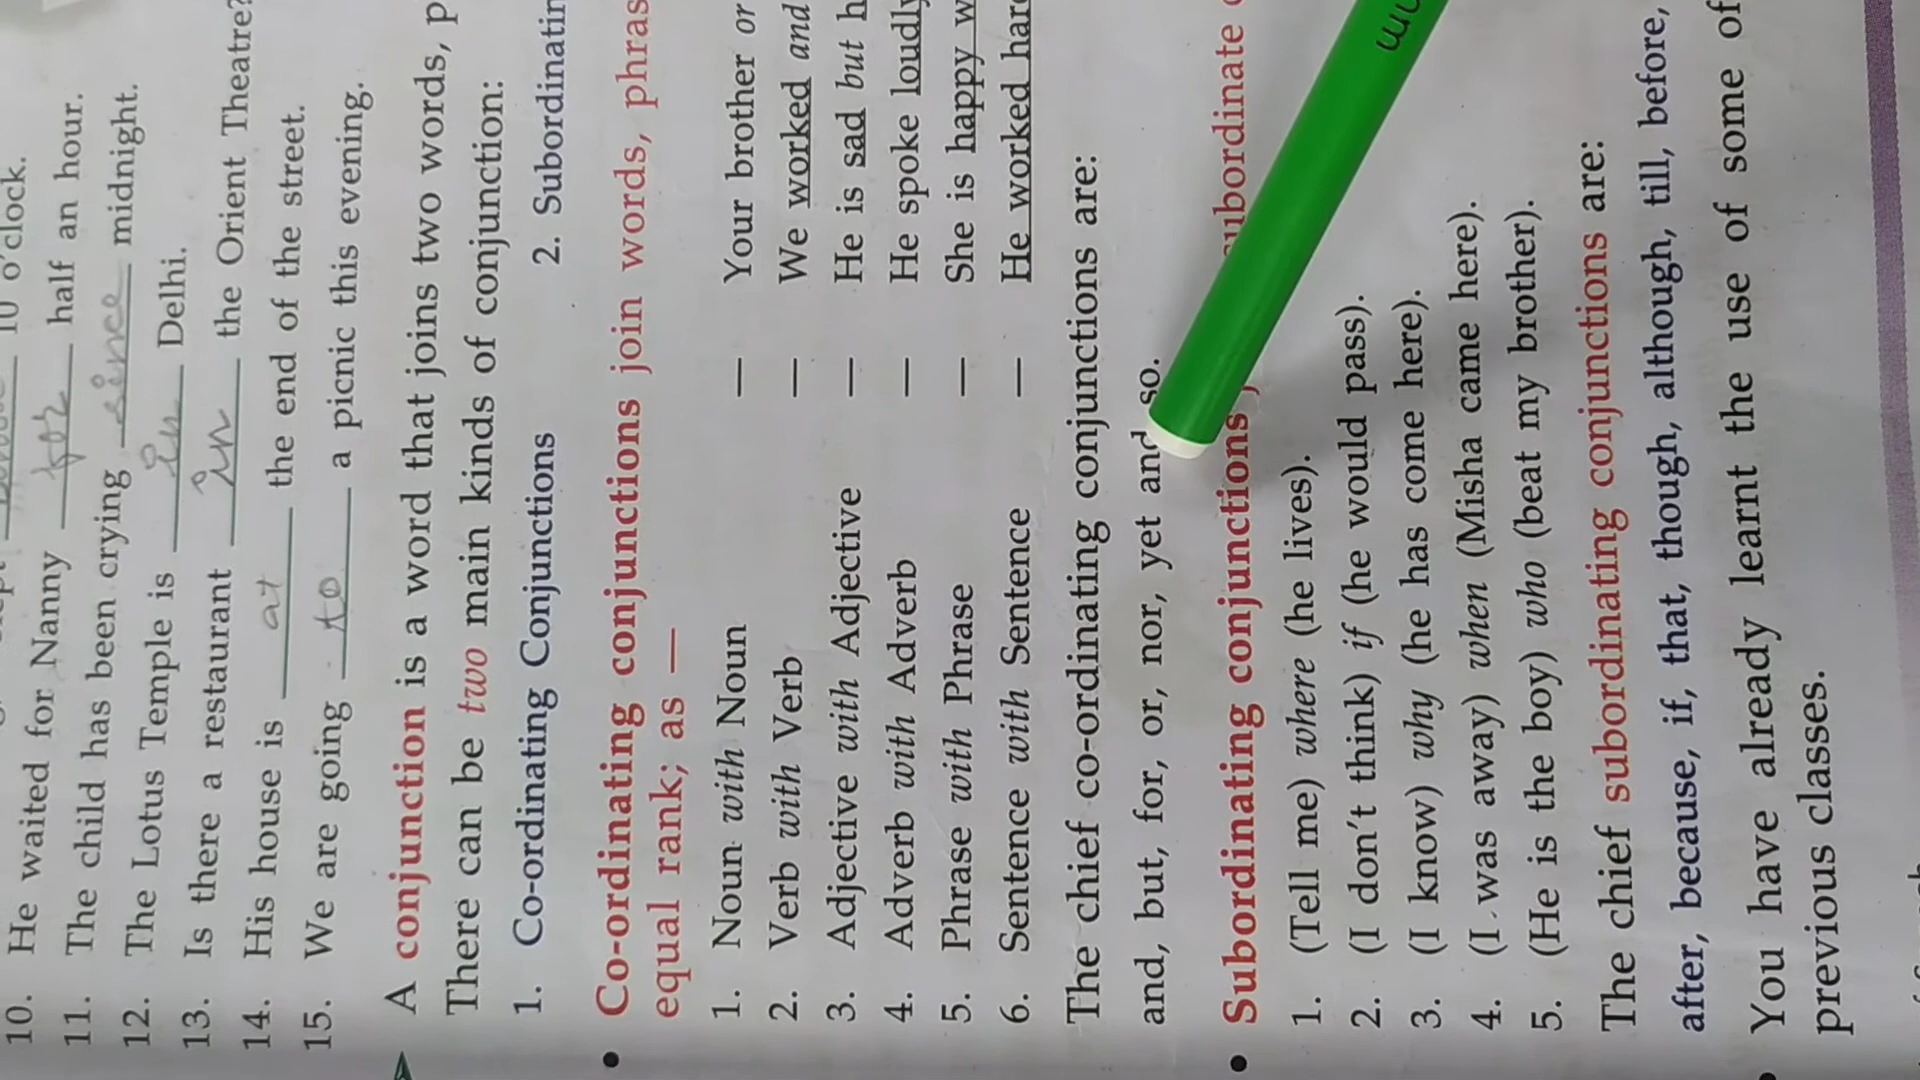 10 o'clock.
10. He waited for Nanny for half an hour.
11. The child has been crying since midnight.
12. The Lotus Temple is in Delhi.
13. Is there a restaurant in the Orient Theatre?
14. His house is at the end of the street.
15. We are going to a picnic this evening.
A conjunction is a word that joins two words, p
There can be two main kinds of conjunction:
1. Co-ordinating Conjunctions 2. Subordinatin
• Co-ordinating conjunctions join words, phras
equal rank; as —
1. Noun with Noun — Your brother or
2. Verb with Verb — We worked and
3. Adjective with Adjective — He is sad but h
4. Adverb with Adverb — He spoke loudly
5. Phrase with Phrase — She is happy w
6. Sentence with Sentence — He worked hard
The chief co-ordinating conjunctions are:
and, but, for, or, nor, yet and so.
• Subordinating conjunctions subordinate
1. (Tell me) where (he lives).
2. (I don't think) if (he would pass).
3. (I know) why (he has come here).
4. (I was away) when (Misha came here).
5. (He is the boy) who (beat my brother).
The chief subordinating conjunctions are:
after, because, if, that, though, although, till, before,
You have already learnt the use of some of
previous classes.